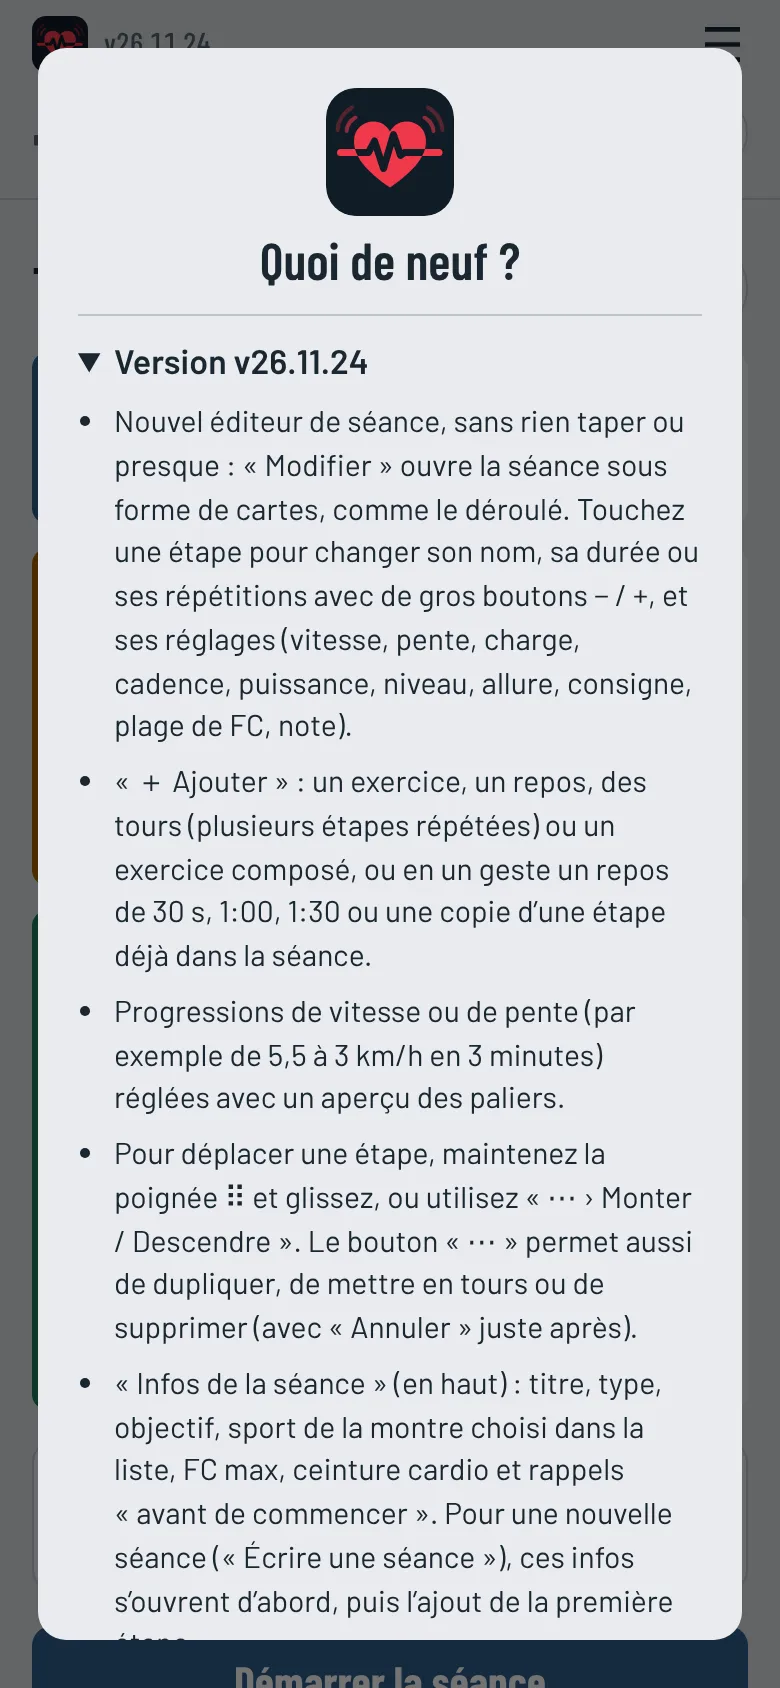 v26.11.24
Quoi de neuf ?
▼ Version v26.11.24
• Nouvel éditeur de séance, sans rien taper ou
presque : « Modifier » ouvre la séance sous
forme de cartes, comme le déroulé. Touchez
une étape pour changer son nom, sa durée ou
ses répétitions avec de gros boutons − / +, et
ses réglages (vitesse, pente, charge,
cadence, puissance, niveau, allure, consigne,
plage de FC, note).
• « + Ajouter » : un exercice, un repos, des
tours (plusieurs étapes répétées) ou un
exercice composé, ou en un geste un repos
de 30 s, 1:00, 1:30 ou une copie d’une étape
déjà dans la séance.
• Progressions de vitesse ou de pente (par
exemple de 5,5 à 3 km/h en 3 minutes)
réglées avec un aperçu des paliers.
• Pour déplacer une étape, maintenez la
poignée ⠿ et glissez, ou utilisez « ⋯ › Monter
/ Descendre ». Le bouton « ⋯ » permet aussi
de dupliquer, de mettre en tours ou de
supprimer (avec « Annuler » juste après).
• « Infos de la séance » (en haut) : titre, type,
objectif, sport de la montre choisi dans la
liste, FC max, ceinture cardio et rappels
« avant de commencer ». Pour une nouvelle
séance (« Écrire une séance »), ces infos
s’ouvrent d’abord, puis l’ajout de la première
étape.
Démarrer la séance